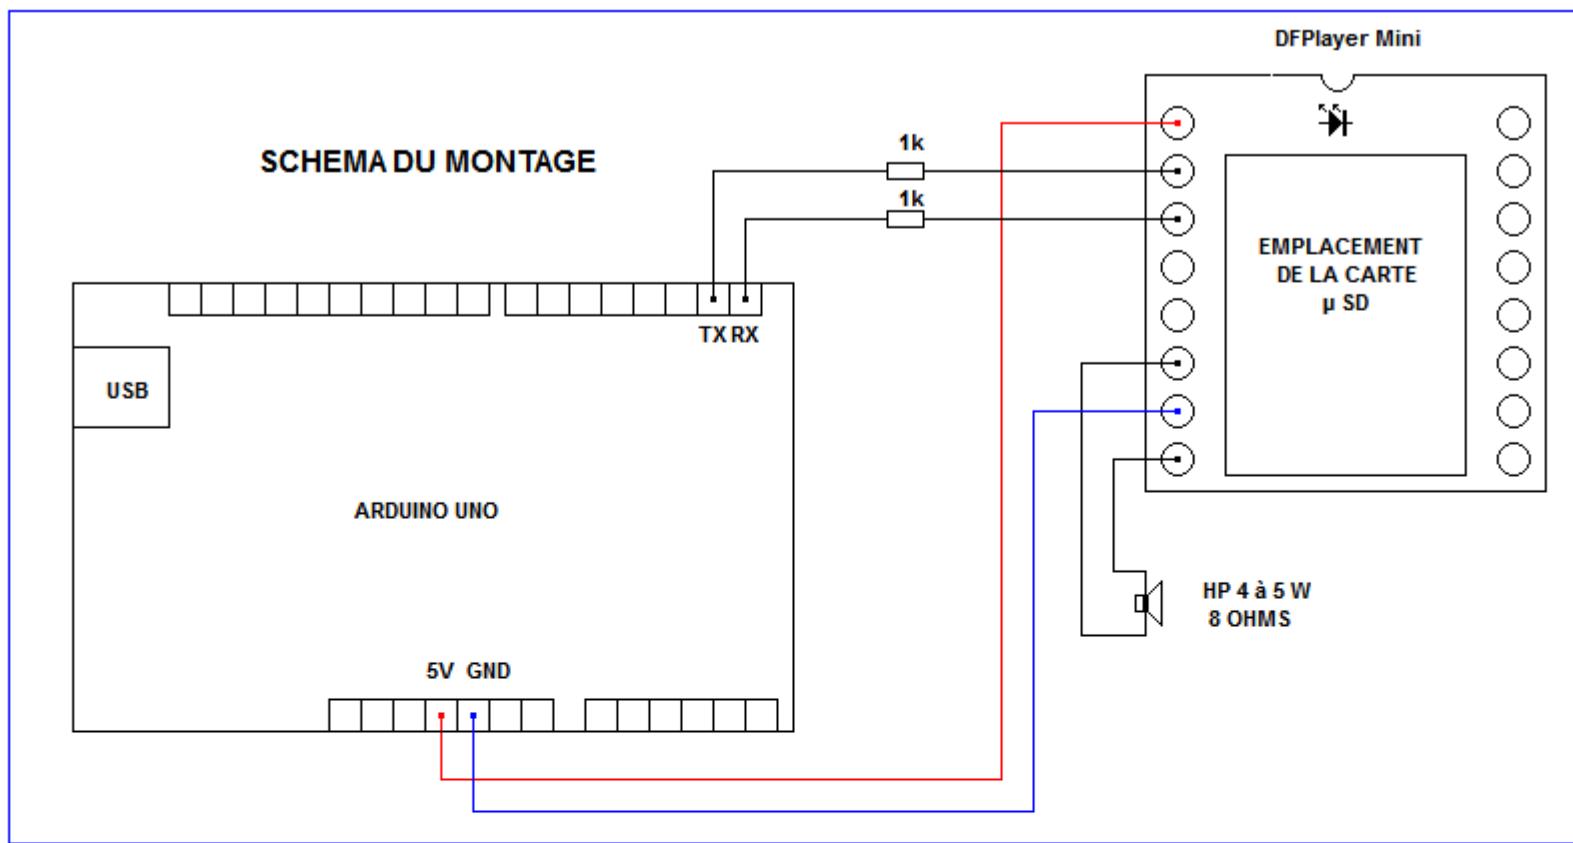 DFPlayer Mini
SCHEMA DU MONTAGE
1k
1k
EMPLACEMENT
DE LA CARTE
µ SD
TX RX
USB
ARDUINO UNO
HP 4 à 5 W
8 OHMS
5V GND